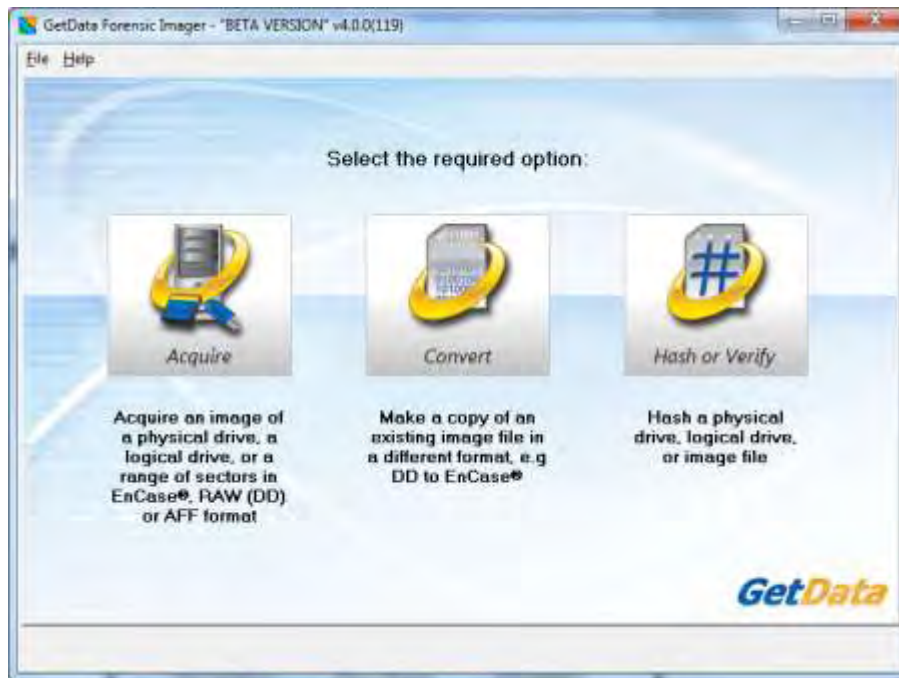 GetData Forensic Imager - "BETA VERSION" v4.0.0(119)
File Help
Select the required option:
Acquire
Convert
Hash or Verify
Acquire an image of
a physical drive, a
logical drive, or a
range of sectors in
EnCase®, RAW (DD)
or AFF format
Make a copy of an
existing image file in
a different format, e.g
DD to EnCase®
Hash a physical
drive, logical drive,
or image file
GetData